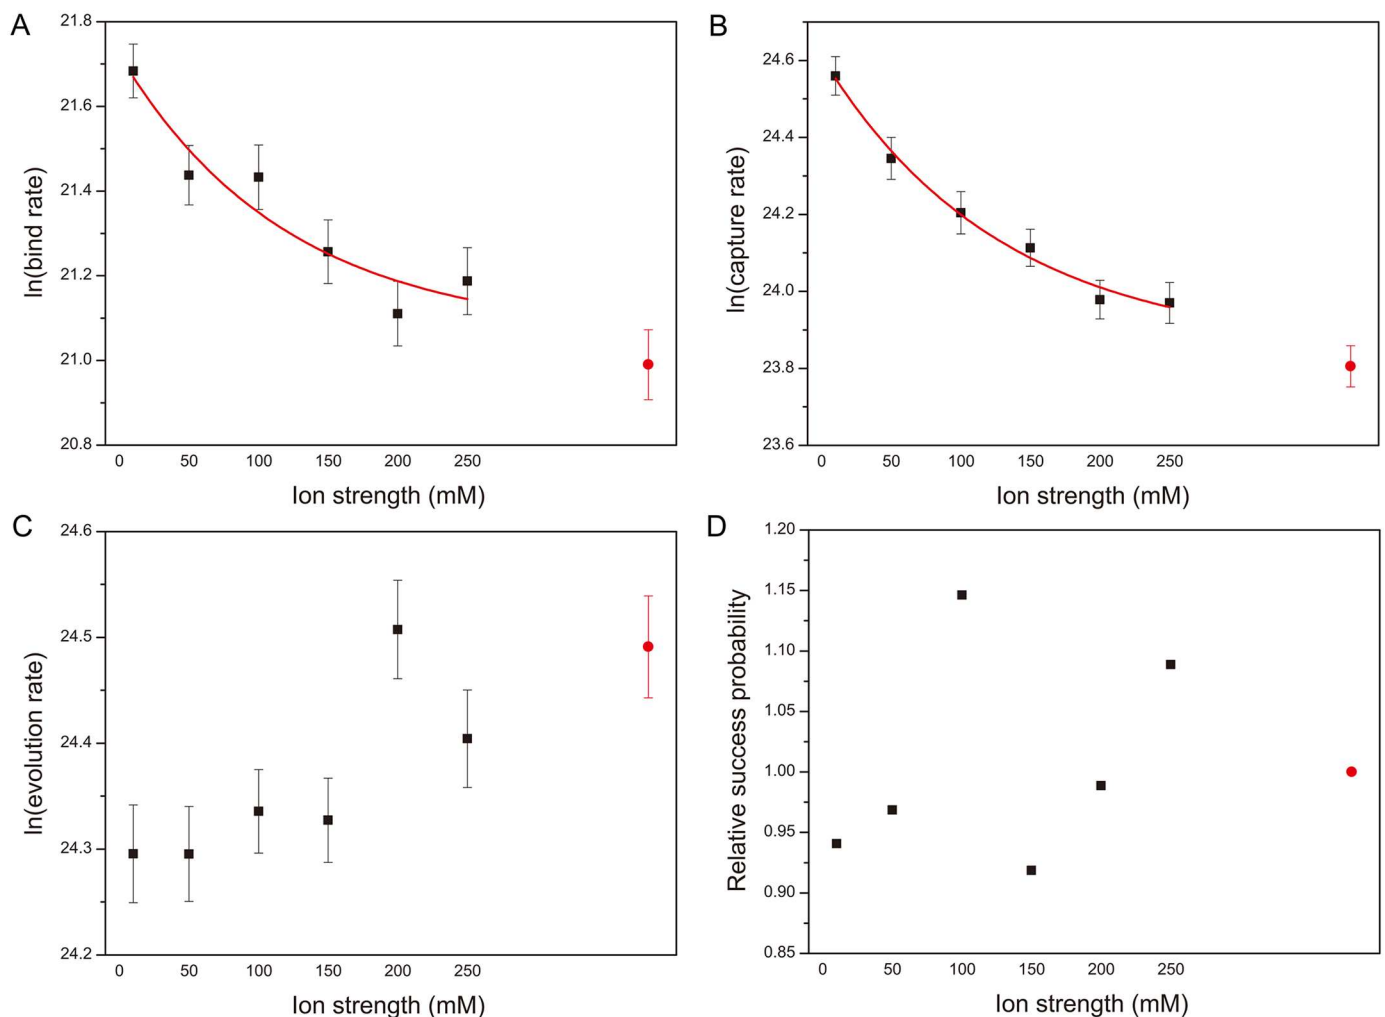 A
21.8
21.6
21.4
21.2
21.0
20.8
ln(bind rate)
0 50 100 150 200 250
Ion strength (mM)
B
24.6
24.4
24.2
24.0
23.8
23.6
ln(capture rate)
0 50 100 150 200 250
Ion strength (mM)
C
24.6
24.5
24.4
24.3
24.2
ln(evolution rate)
0 50 100 150 200 250
Ion strength (mM)
D
1.20
1.15
1.10
1.05
1.00
0.95
0.90
0.85
Relative success probability
0 50 100 150 200 250
Ion strength (mM)